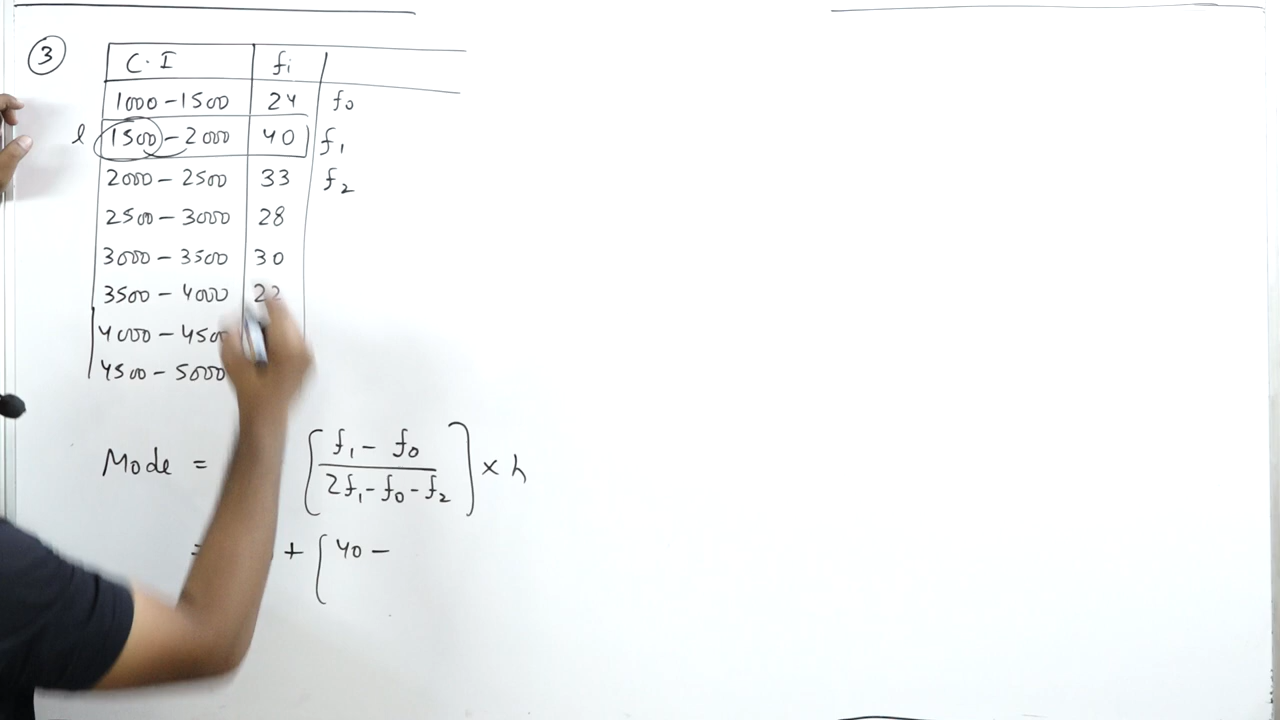 3
C.I fi
1000-1500 24 f0
l 1500-2000 40 f1
2000-2500 33 f2
2500-3000 28
3000-3500 30
3500-4000 22
4000-4500
4500-5000
Mode = [f1-f0 / 2f1-f0-f2] × h
= + [40 -